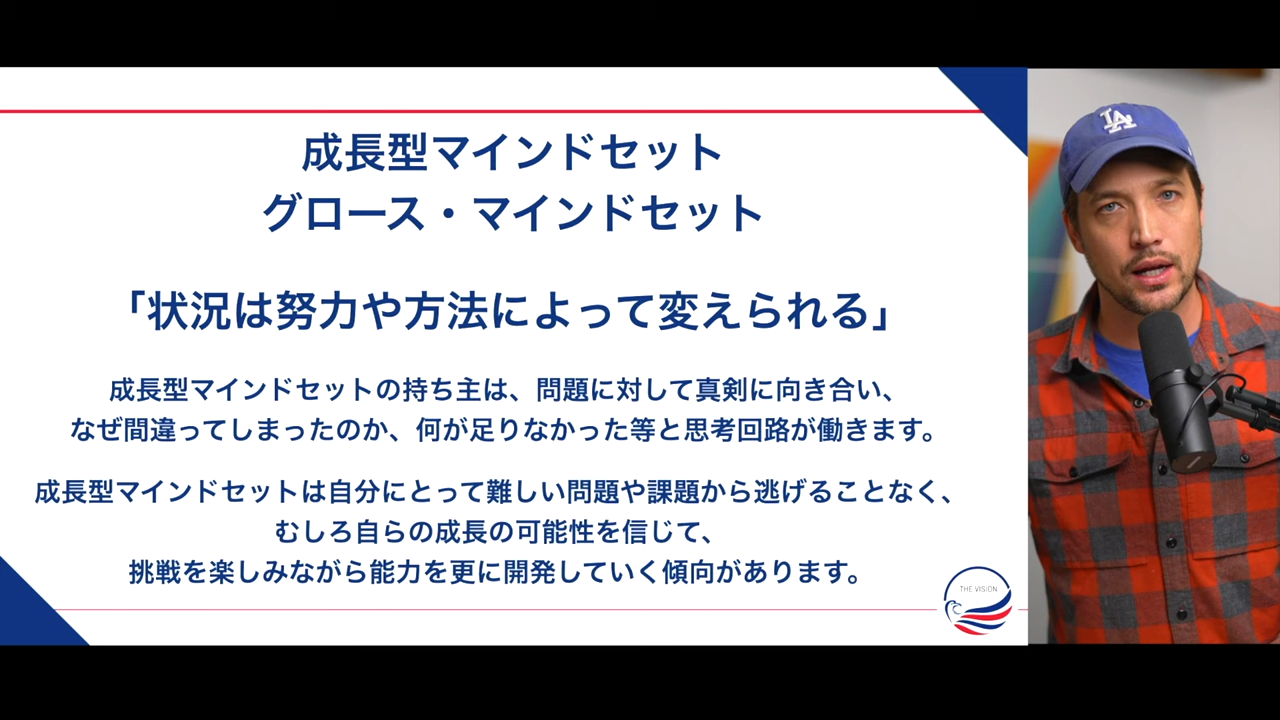 成長型マインドセット
グロース・マインドセット
「状況は努力や方法によって変えられる」
成長型マインドセットの持ち主は、問題に対して真剣に向き合い、
なぜ間違ってしまったのか、何が足りなかった等と思考回路が働きます。
成長型マインドセットは自分にとって難しい問題や課題から逃げることなく、
むしろ自らの成長の可能性を信じて、
挑戦を楽しみながら能力を更に開発していく傾向があります。
THE VISION
LA